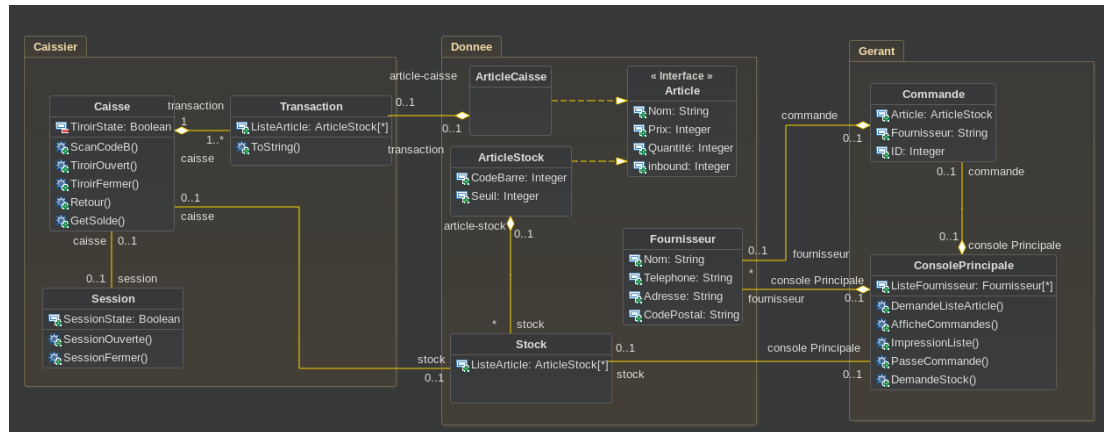 Caissier
Caisse
TiroirState: Boolean
ScanCodeB()
TiroirOuvert()
TiroirFermer()
Retour()
GetSolde()
transaction
1
1..*
caisse
Transaction
ListeArticle: ArticleStock[*]
ToString()
0..1
caisse
caisse
0..1
0..1
session
Session
SessionState: Boolean
SessionOuverte()
SessionFermer()
Donnee
article-caisse
0..1
0..1
transaction
ArticleCaisse
« Interface »
Article
Nom: String
Prix: Integer
Quantité: Integer
inbound: Integer
ArticleStock
CodeBarre: Integer
Seuil: Integer
article-stock
0..1
*
stock
Fournisseur
Nom: String
Telephone: String
Adresse: String
CodePostal: String
0..1
fournisseur
*
fournisseur
Stock
ListeArticle: ArticleStock[*]
stock
0..1
0..1
stock
Gerant
Commande
Article: ArticleStock
Fournisseur: String
ID: Integer
commande
0..1
0..1
commande
0..1
console Principale
console Principale
0..1
ConsolePrincipale
ListeFournisseur: Fournisseur[*]
DemandeListeArticle()
AfficheCommandes()
ImpressionListe()
PasseCommande()
DemandeStock()
console Principale
0..1